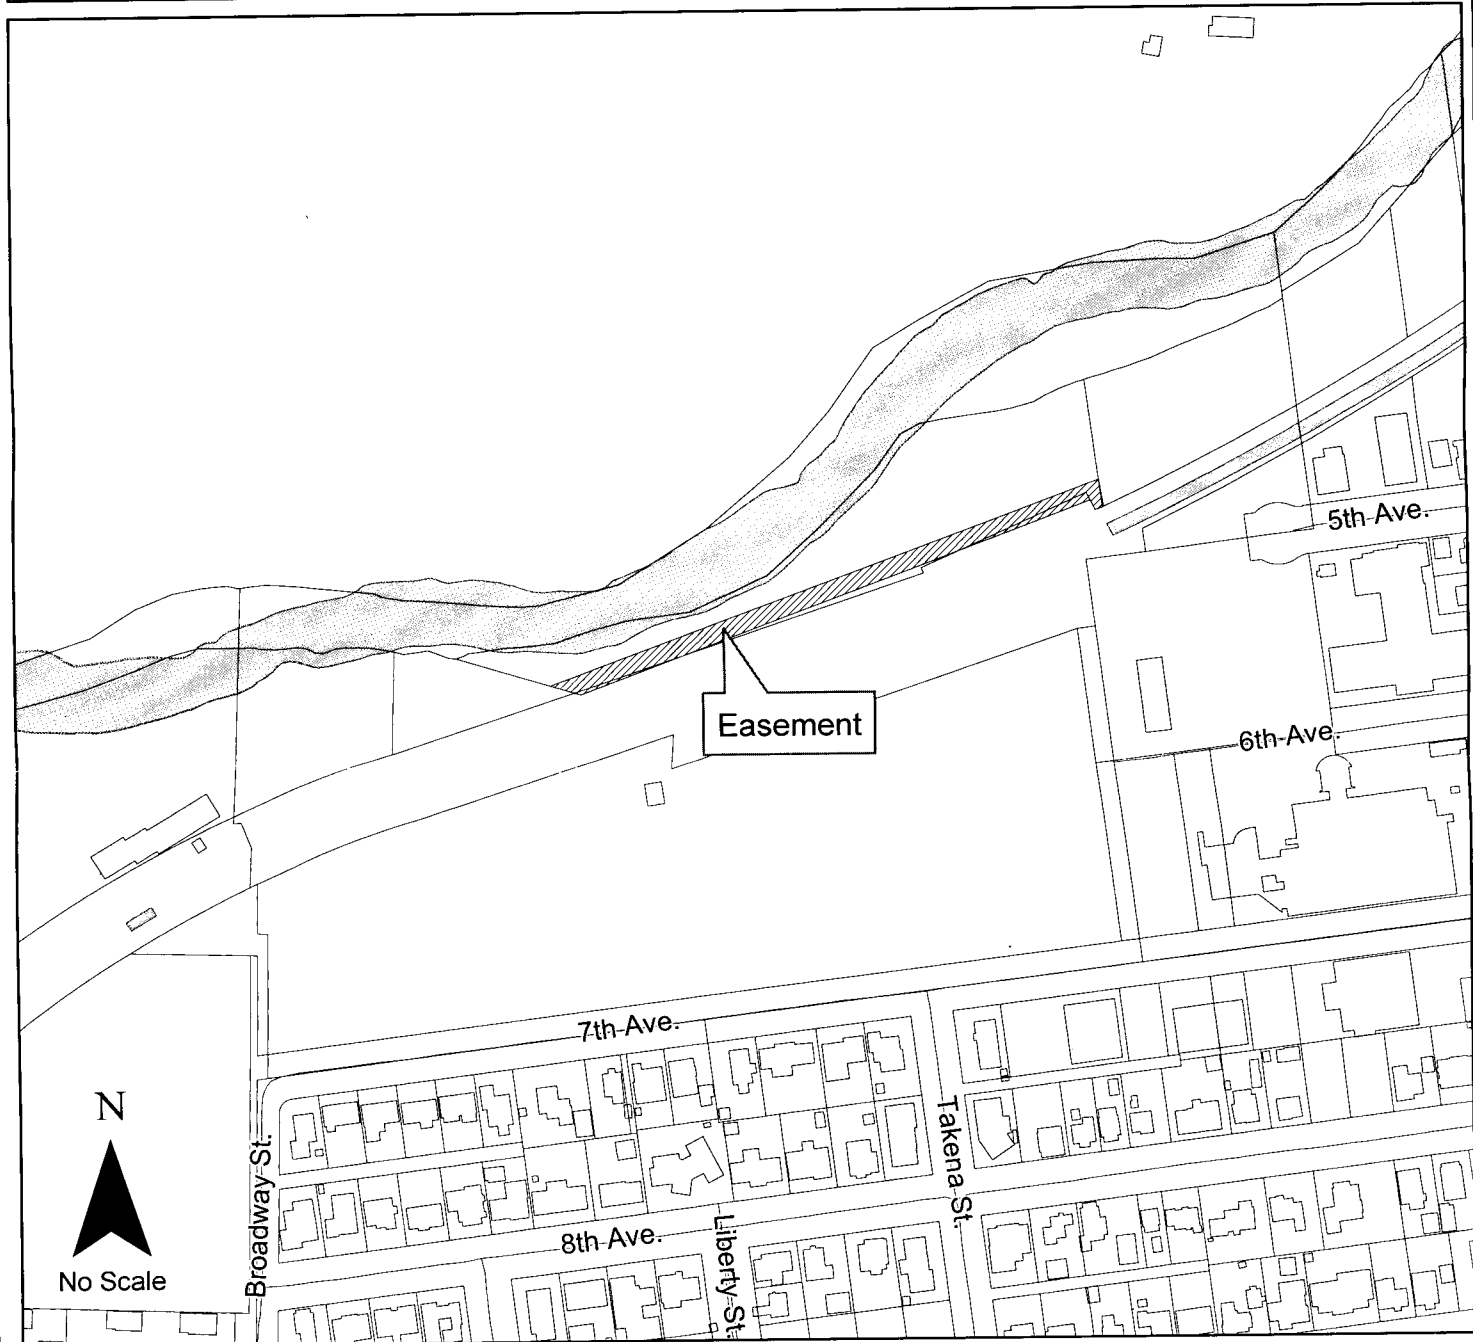 5th Ave.
Easement
6th Ave.
7th Ave.
N
Takena St.
Broadway St.
Liberty St.
8th Ave.
No Scale